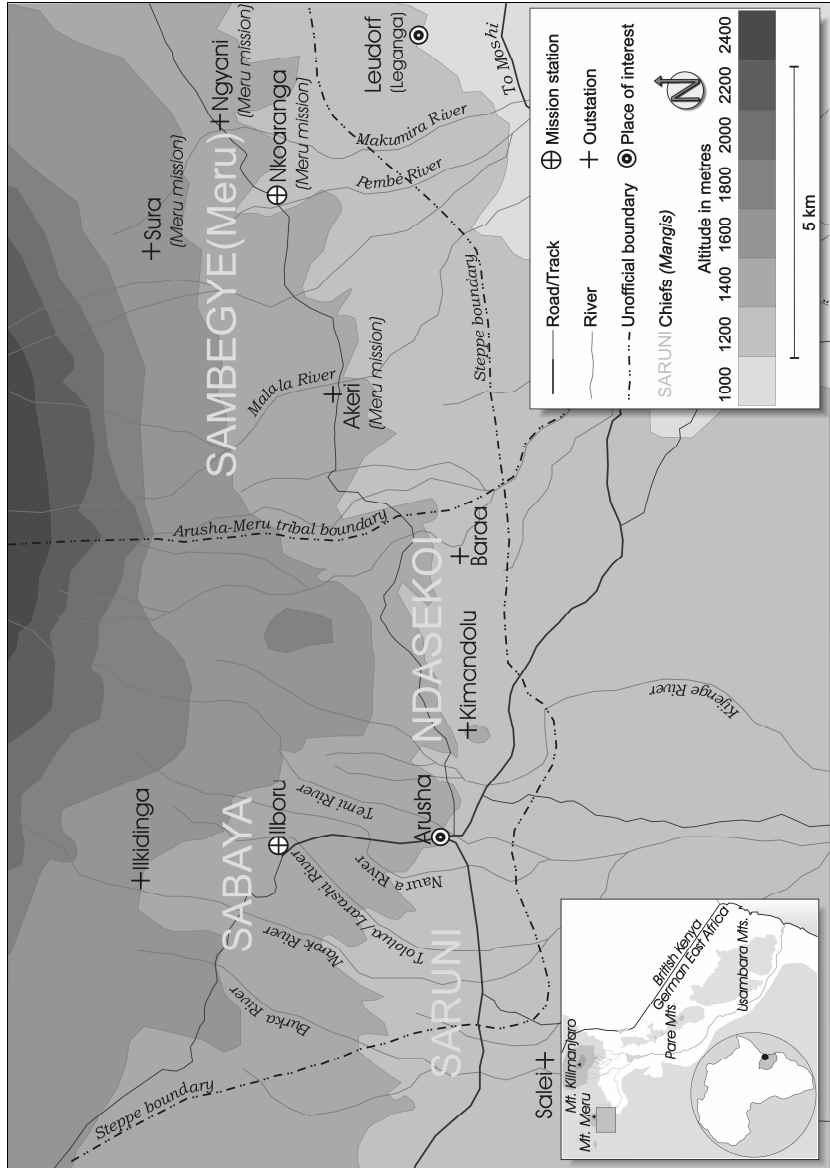 Ngyani
(Meru mission)
Leudorf
(Leganga)
To Moshi
Nkoaranga
(Meru mission)
Makumira River
Pembe River
Sura
(Meru mission)
SAMBEGYE(Meru)
Steppe boundary
Malala River
Akeri
(Meru mission)
Arusha-Meru tribal boundary
Baraa
NDASEKOI
Kimandolu
Kijenge River
Arusha
Temi River
Ilboru
Ilkidinga
SABAYA
Naura River
Tololwa/Larashi River
Narok River
Burka River
SARUNI
Steppe boundary
Salei
Road/Track
River
Unofficial boundary
SARUNI Chiefs (Mangis)
Mission station
Outstation
Place of interest
N
Altitude in metres
1000 1200 1400 1600 1800 2000 2200 2400
5 km
Mt. Meru
Mt. Kilimanjaro
Pare Mts.
British Kenya
German East Africa
Usambara Mts.